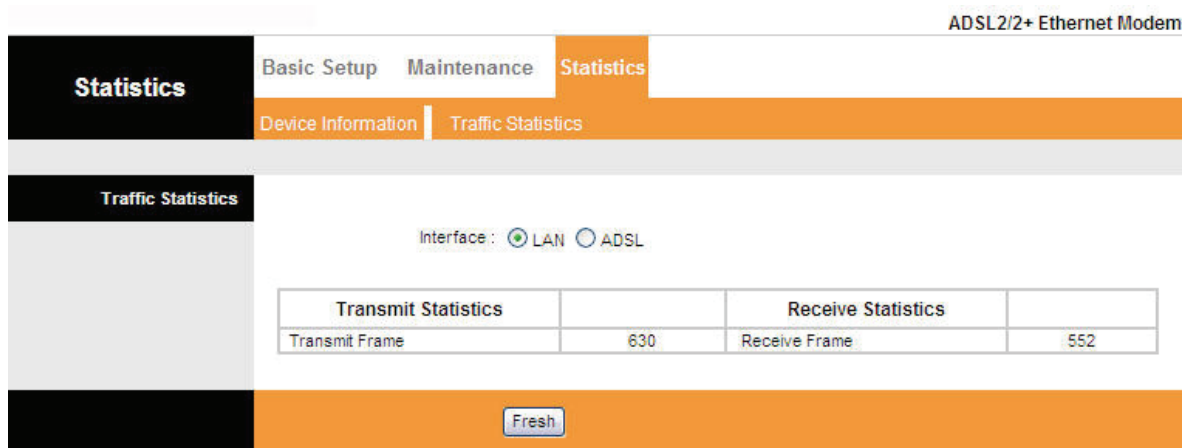 ADSL2/2+ Ethernet Modem
Statistics
Basic Setup Maintenance Statistics
Device Information Traffic Statistics
Traffic Statistics
Interface : LAN ADSL
Transmit Statistics Receive Statistics
Transmit Frame 630 Receive Frame 552
Fresh